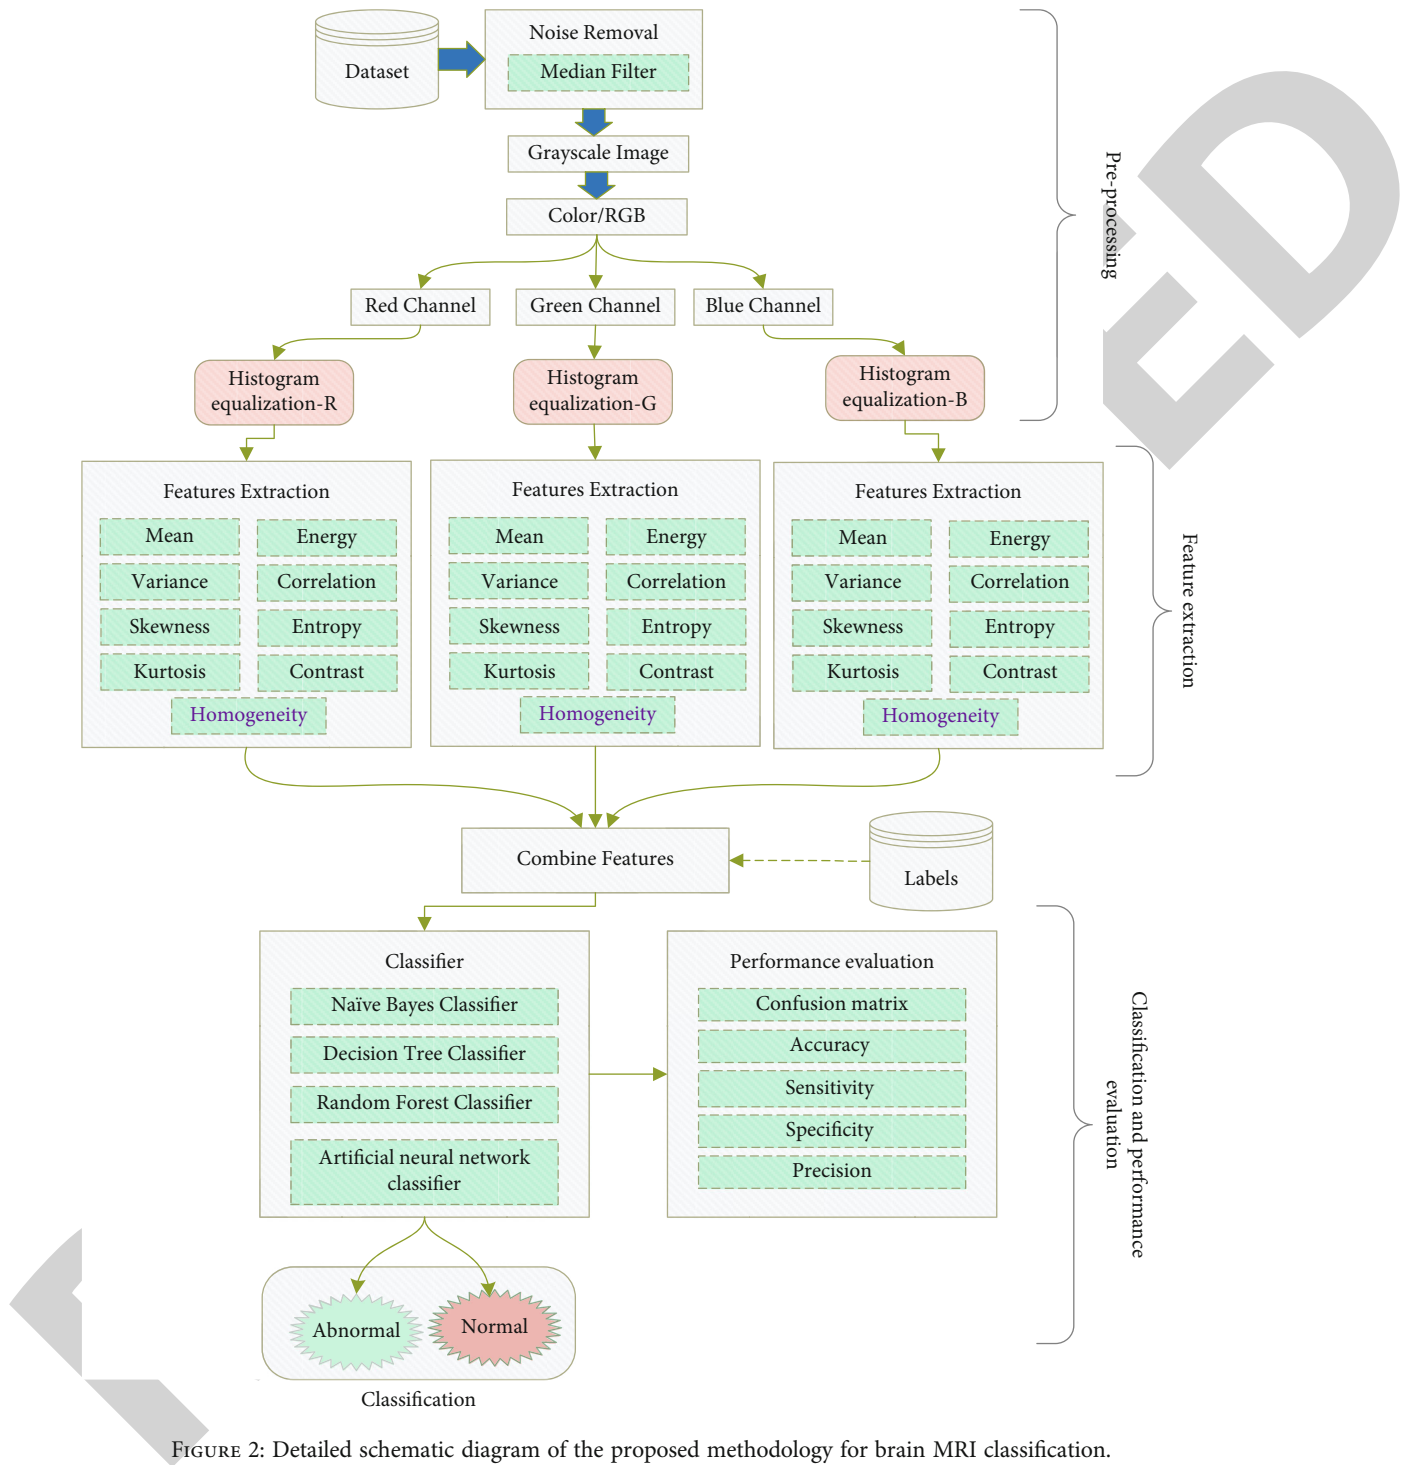 Dataset
Noise Removal
Median Filter
Grayscale Image
Color/RGB
Red Channel
Green Channel
Blue Channel
Histogram
equalization-R
Histogram
equalization-G
Histogram
equalization-B
Pre-processing
Features Extraction
Mean
Energy
Variance
Correlation
Skewness
Entropy
Kurtosis
Contrast
Homogeneity
Features Extraction
Mean
Energy
Variance
Correlation
Skewness
Entropy
Kurtosis
Contrast
Homogeneity
Features Extraction
Mean
Energy
Variance
Correlation
Skewness
Entropy
Kurtosis
Contrast
Homogeneity
Feature extraction
Combine Features
Labels
Classifier
Naïve Bayes Classifier
Decision Tree Classifier
Random Forest Classifier
Artificial neural network
classifier
Performance evaluation
Confusion matrix
Accuracy
Sensitivity
Specificity
Precision
Classification and performance
evaluation
Abnormal
Normal
Classification
FIGURE 2: Detailed schematic diagram of the proposed methodology for brain MRI classification.